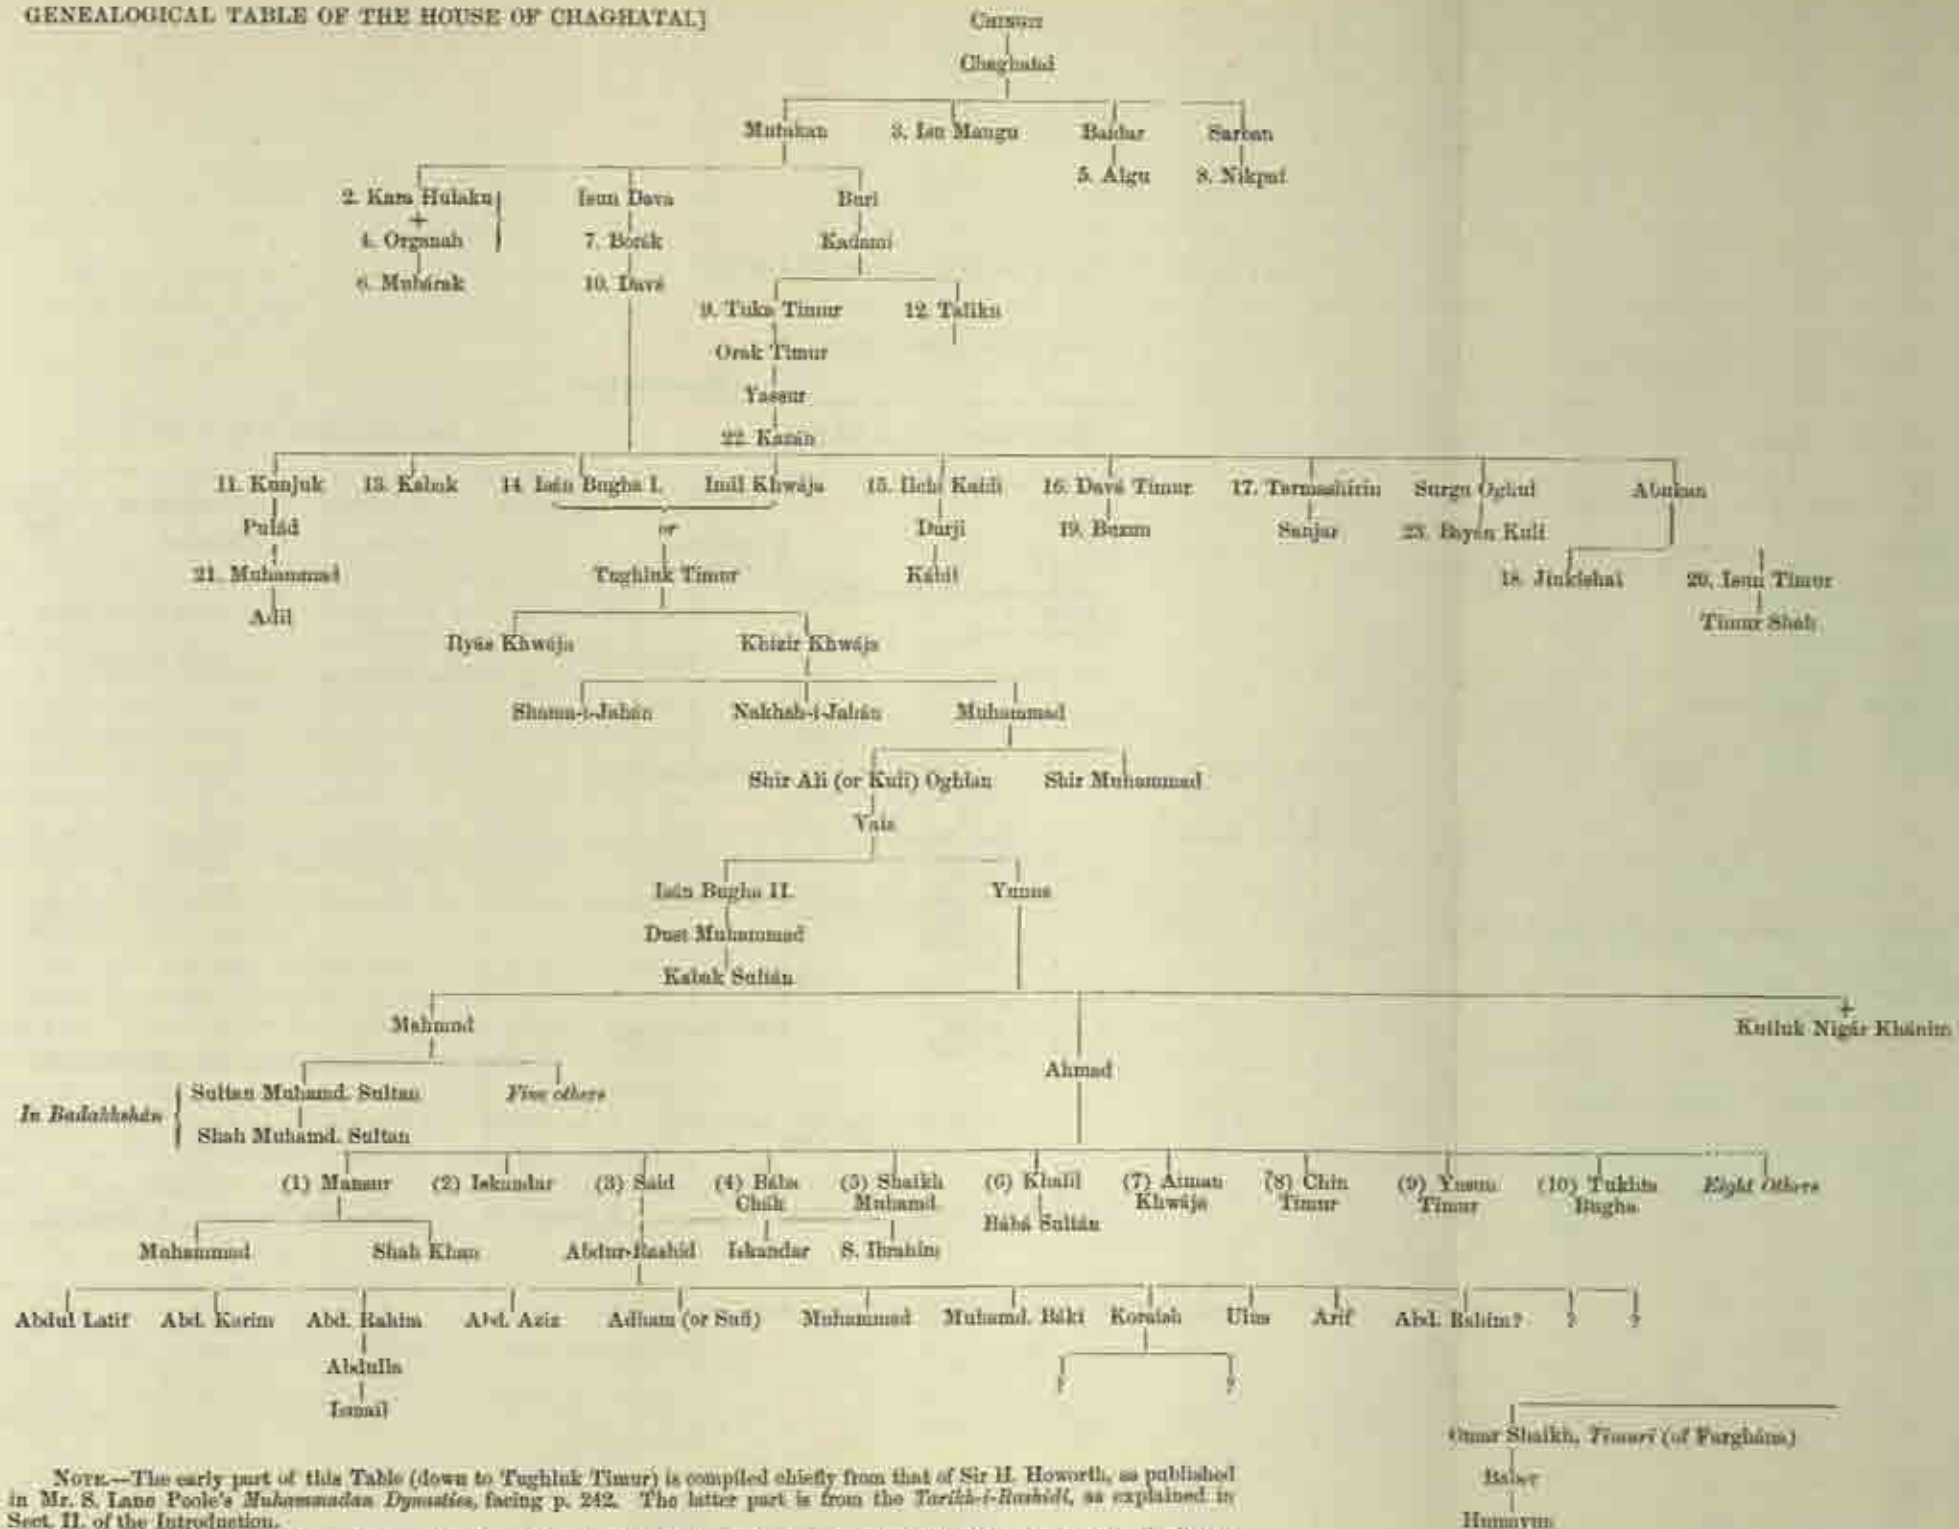 GENEALOGICAL TABLE OF THE HOUSE OF CHAGHATAI.]
Chaghatai
Mutukan 3. Isu Mangu Baidar Sarban
5. Algu 8. Nikpai
2. Kara Hulaku Isun Dava Buri
4. Organah 7. Borák Kadami
6. Mubárak 10. Davá
9. Tuka Timur 12. Taliku
Orak Timur
Yassur
22. Kazán
11. Kunjuk 13. Kabak 14. Isán Bugha I. Imil Khwája 15. Ilchi Kaidi 16. Davá Timur 17. Tarmashirin Surgu Oghul Abukan
Pulád or Durji 19. Buzun Sanjar 23. Bayán Kuli
21. Muhammad Tughluk Timur Kábil 18. Jinkishai 20. Isun Timur
Adil Timur Shah
Ilyás Khwája Khizir Khwája
Shama-i-Jahán Nakhsh-i-Jahán Muhammad
Shir Ali (or Kuli) Oghlan Shir Muhammad
Vais
Isán Bugha II. Yunus
Dust Muhammad
Kabak Sultán
Mahmud Kutluk Nigár Khánim
Ahmad
In Badakhshán Sultan Muhamd. Sultan Five others
Shah Muhamd. Sultan
(1) Mansur (2) Iskandar (3) Said (4) Bába Chák (5) Shaikh Muhamd. (6) Khalil (7) Aiman Khwája (8) Chin Timur (9) Yusun Timur (10) Tukhta Bugha Eight Others
Bábá Sultán
Muhammad Shah Khan Abdur-Rashid Iskandar S. Ibrahim
Abdul Latif Abd. Karim Abd. Rahim Abd. Aziz Adham (or Sufi) Muhammad Muhamd. Báki Koraish Ulus Arif Abd. Rahim? ? ?
Abdulla ? ?
Ismail
Omar Shaikh, Timuri (of Farghána)
Baber
Humayun
NOTE.—The early part of this Table (down to Tughluk Timur) is compiled chiefly from that of Sir H. Howorth, as published
in Mr. S. Lane Poole's Muhammadan Dynasties, facing p. 242. The latter part is from the Tarikh-i-Rashidi, as explained in
Sect. II. of the Introduction.